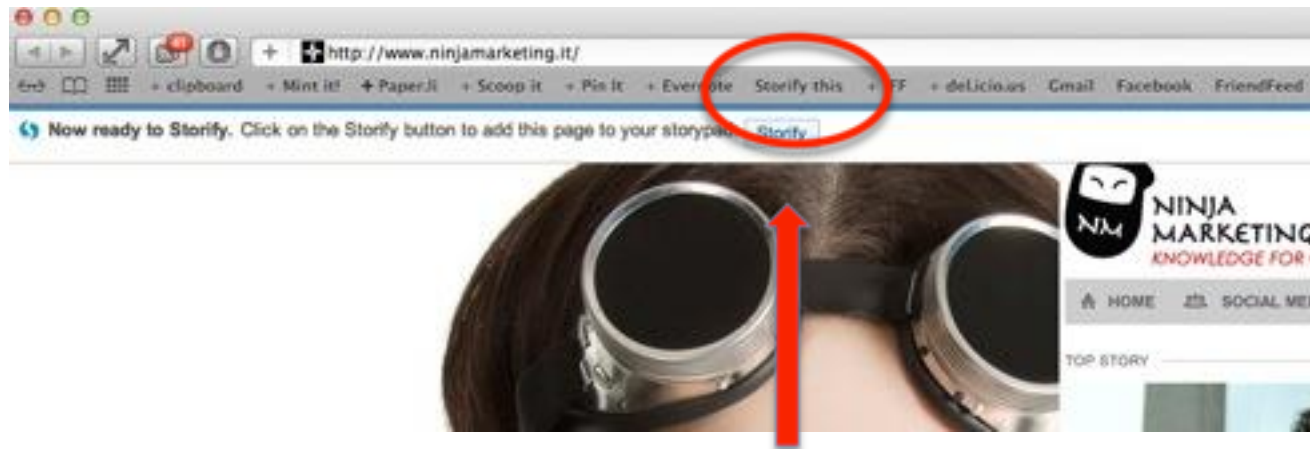 http://www.ninjamarketing.it/
+ clipboard + Mint it! + Paper.li + Scoop it + Pin It + Evernote Storify this + FF + deLicio.us Gmail Facebook FriendFeed
Now ready to Storify. Click on the Storify button to add this page to your storypad. Storify
NM
NINJA
MARKETING
KNOWLEDGE FOR
HOME SOCIAL ME
TOP STORY